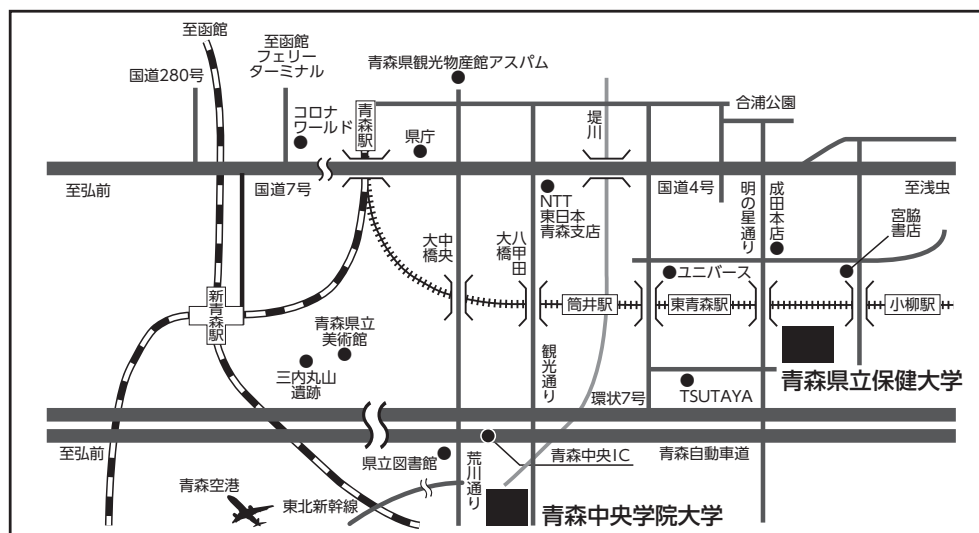 至函館
至函館
フェリー
ターミナル
国道280号
青森県観光物産館アスパム
コロナ
ワールド
青森駅
県庁
堤川
合浦公園
至弘前
国道7号
NTT
東日本
青森支店
国道4号
明の星通り
成田本店
至浅虫
宮脇
書店
中央
大橋
八甲田
大橋
ユニバース
新青森駅
筒井駅
東青森駅
小柳駅
青森県立
美術館
三内丸山
遺跡
観光通り
環状7号
TSUTAYA
青森県立保健大学
至弘前
県立図書館
荒川通り
青森中央IC
青森自動車道
青森空港
東北新幹線
青森中央学院大学